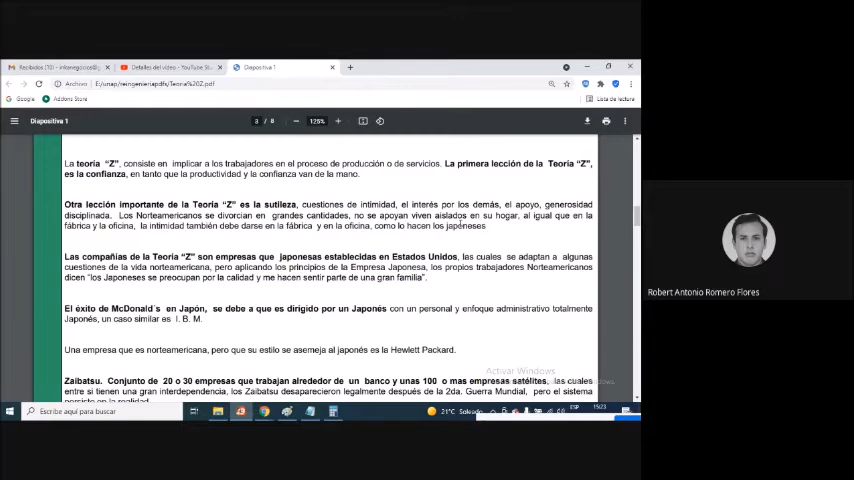 Recibidos (10) - inkanegocios@g
Detalles del vídeo - YouTube St
Diapositiva 1
Archivo
E:/unap/reingenieria/pdfs/Teoria%20Z.pdf
Google
Addons Store
Lista de lectura
Diapositiva 1
3 / 8
125%
La teoría “Z”, consiste en implicar a los trabajadores en el proceso de producción o de servicios. La primera lección de la Teoría “Z”,
es la confianza, en tanto que la productividad y la confianza van de la mano.
Otra lección importante de la Teoría “Z” es la sutileza, cuestiones de intimidad, el interés por los demás, el apoyo, generosidad
disciplinada. Los Norteamericanos se divorcian en grandes cantidades, no se apoyan viven aislados en su hogar, al igual que en la
fábrica y la oficina, la intimidad también debe darse en la fábrica y en la oficina, como lo hacen los japoneses
Las compañías de la Teoría “Z” son empresas que japonesas establecidas en Estados Unidos, las cuales se adaptan a algunas
cuestiones de la vida norteamericana, pero aplicando los principios de la Empresa Japonesa, los propios trabajadores Norteamericanos
dicen “los Japoneses se preocupan por la calidad y me hacen sentir parte de una gran familia”.
El éxito de McDonald´s en Japón, se debe a que es dirigido por un Japonés con un personal y enfoque administrativo totalmente
Japonés, un caso similar es I. B. M.
Una empresa que es norteamericana, pero que su estilo se asemeja al japonés es la Hewlett Packard.
Activar Windows
Zaibatsu. Conjunto de 20 o 30 empresas que trabajan alrededor de un banco y unas 100 o mas empresas satélites, las cuales
entre si tienen una gran interdependencia, los Zaibatsu desaparecieron legalmente después de la 2da. Guerra Mundial, pero el sistema
persiste en la realidad.
Escribe aquí para buscar
21°C Soleado
ESP
15:23
Robert Antonio Romero Flores